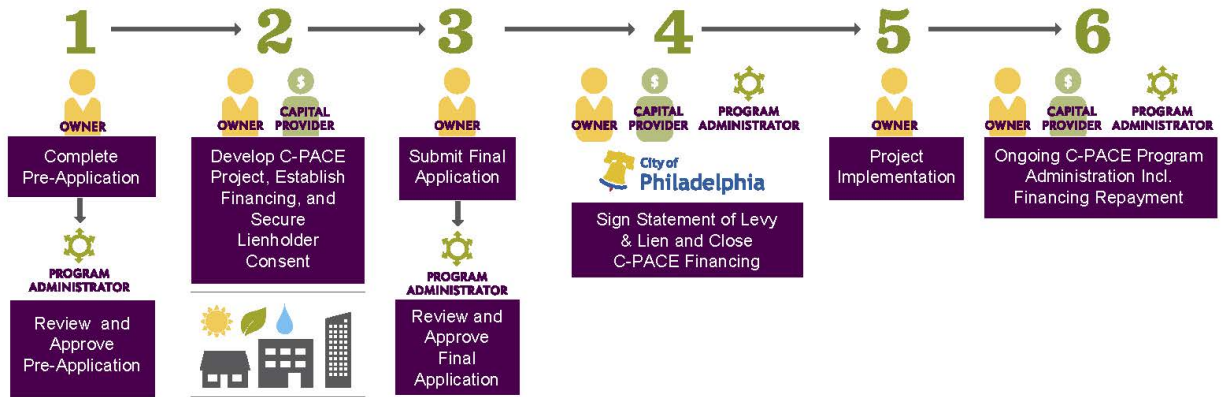 1
OWNER
Complete
Pre-Application
PROGRAM
ADMINISTRATOR
Review and
Approve
Pre-Application
2
OWNER
$
CAPITAL
PROVIDER
Develop C-PACE
Project, Establish
Financing, and
Secure
Lienholder
Consent
3
OWNER
Submit Final
Application
PROGRAM
ADMINISTRATOR
Review and
Approve
Final
Application
4
OWNER
$
CAPITAL
PROVIDER
PROGRAM
ADMINISTRATOR
City of
Philadelphia
Sign Statement of Levy
& Lien and Close
C-PACE Financing
5
OWNER
Project
Implementation
6
OWNER
$
CAPITAL
PROVIDER
PROGRAM
ADMINISTRATOR
Ongoing C-PACE Program
Administration Incl.
Financing Repayment